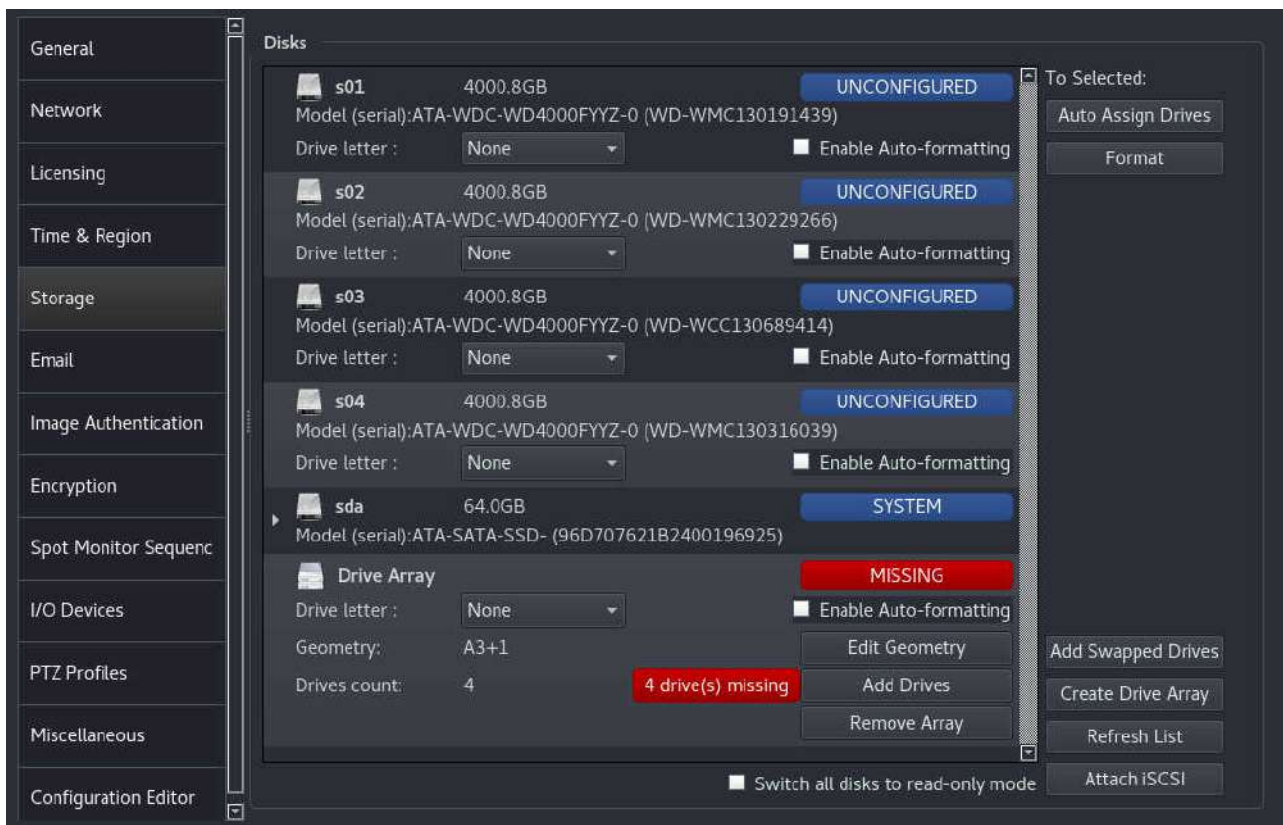 General
Network
Licensing
Time & Region
Storage
Email
Image Authentication
Encryption
Spot Monitor Sequenc
I/O Devices
PTZ Profiles
Miscellaneous
Configuration Editor
Disks
s01 4000.8GB UNCONFIGURED
Model (serial):ATA-WDC-WD4000FYYZ-0 (WD-WMC130191439)
Drive letter : None Enable Auto-formatting
s02 4000.8GB UNCONFIGURED
Model (serial):ATA-WDC-WD4000FYYZ-0 (WD-WMC130229266)
Drive letter : None Enable Auto-formatting
s03 4000.8GB UNCONFIGURED
Model (serial):ATA-WDC-WD4000FYYZ-0 (WD-WCC130689414)
Drive letter : None Enable Auto-formatting
s04 4000.8GB UNCONFIGURED
Model (serial):ATA-WDC-WD4000FYYZ-0 (WD-WMC130316039)
Drive letter : None Enable Auto-formatting
sda 64.0GB SYSTEM
Model (serial):ATA-SATA-SSD- (96D707621B2400196925)
Drive Array MISSING
Drive letter : None Enable Auto-formatting
Geometry: A3+1 Edit Geometry
Drives count: 4 4 drive(s) missing Add Drives
Remove Array
Switch all disks to read-only mode
To Selected:
Auto Assign Drives
Format
Add Swapped Drives
Create Drive Array
Refresh List
Attach iSCSI